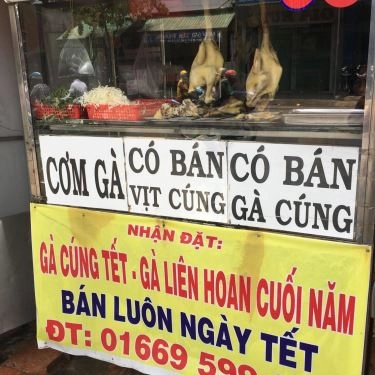 CƠM GÀ
CÓ BÁN
VỊT CÚNG
CÓ BÁN
GÀ CÚNG
NHẬN ĐẶT:
GÀ CÚNG TẾT - GÀ LIÊN HOAN CUỐI NĂM
BÁN LUÔN NGÀY TẾT
ĐT: 01669 599